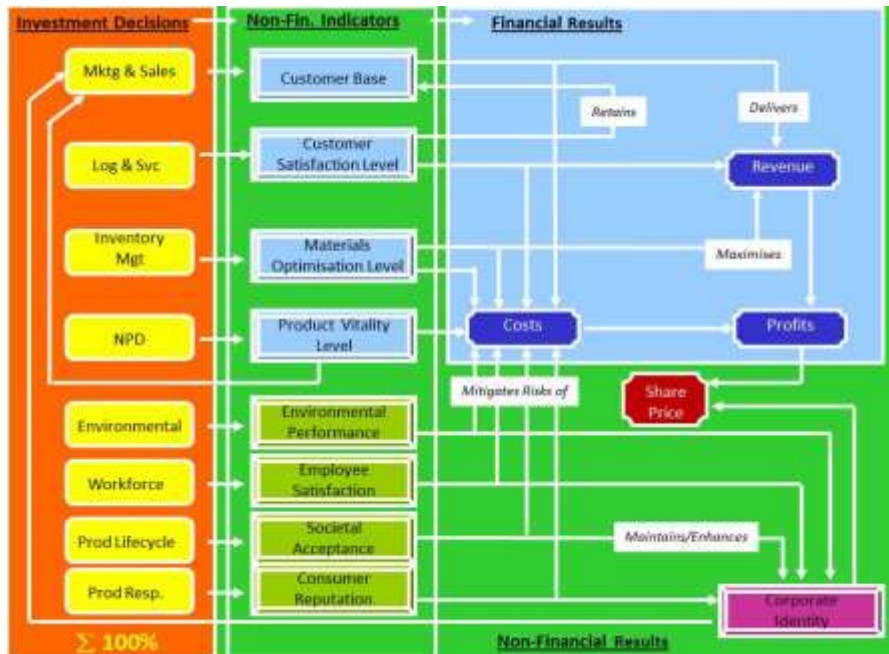 Investment Decisions
Non-Fin. Indicators
Financial Results
Mktg & Sales
Customer Base
Retains
Delivers
Log & Svc
Customer
Satisfaction Level
Revenue
Inventory
Mgt
Materials
Optimisation Level
Maximises
NPD
Product Vitality
Level
Costs
Profits
Mitigates Risks of
Share
Price
Environmental
Environmental
Performance
Workforce
Employee
Satisfaction
Prod Lifecycle
Societal
Acceptance
Maintains/Enhances
Prod Resp.
Consumer
Reputation
Corporate
Identity
∑ 100%
Non-Financial Results